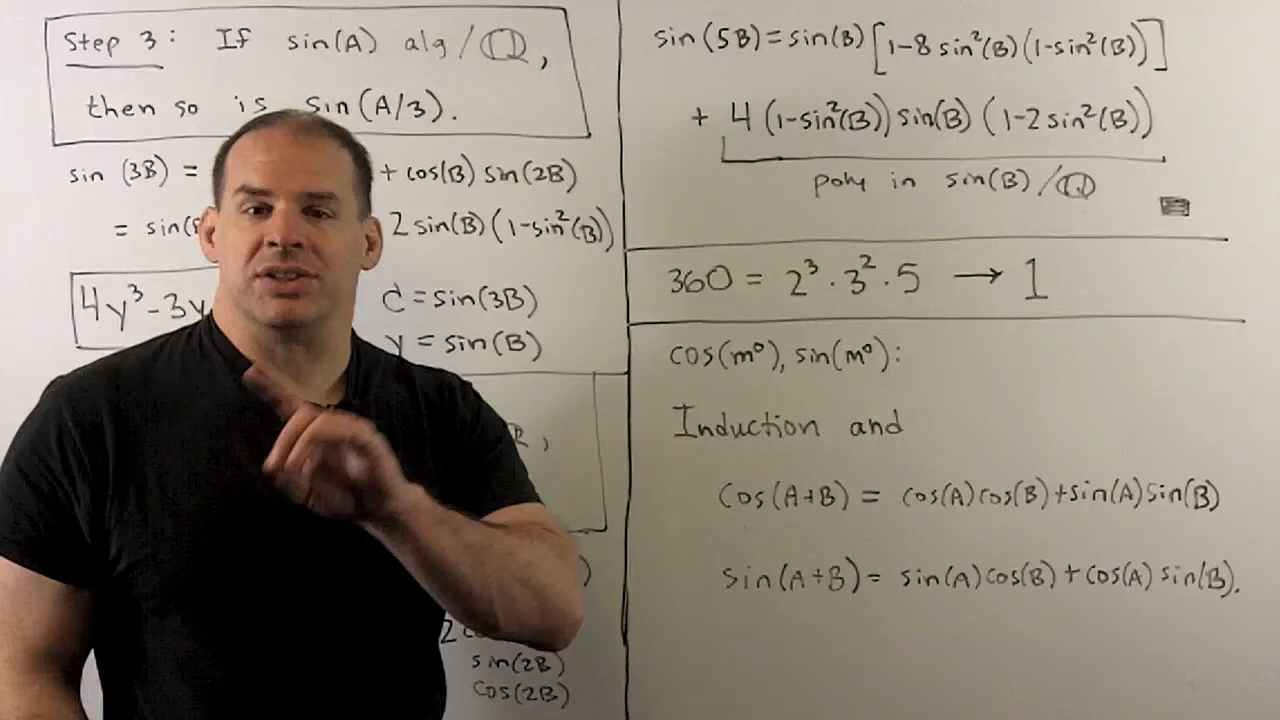 Step 3: If sin(A) alg/ℚ,
then so is sin(A/3).
sin (3B) = + cos(B) sin(2B)
= sin( 2 sin(B)(1-sin²(B))
4y³-3y
C = sin(3B)
y = sin(B)
sin(2B)
cos(2B)
sin(5B)=sin(B)[1-8 sin²(B)(1-sin²(B))]
+ 4 (1-sin²(B)) sin(B) (1-2 sin²(B))
poly in sin(B)/ℚ
360 = 2³·3²·5 → 1
cos(m°), sin(m°):
Induction and
cos(A+B) = cos(A)cos(B)+sin(A)sin(B)
sin(A+B) = sin(A)cos(B)+cos(A) sin(B).